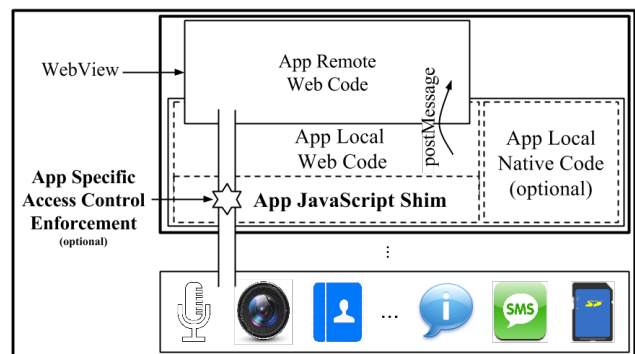 App Remote
Web Code
WebView
postMessage
App Local
Web Code
App Local
Native Code
(optional)
App Specific
Access Control
Enforcement
(optional)
App JavaScript Shim
⋮
...
SMS
SD